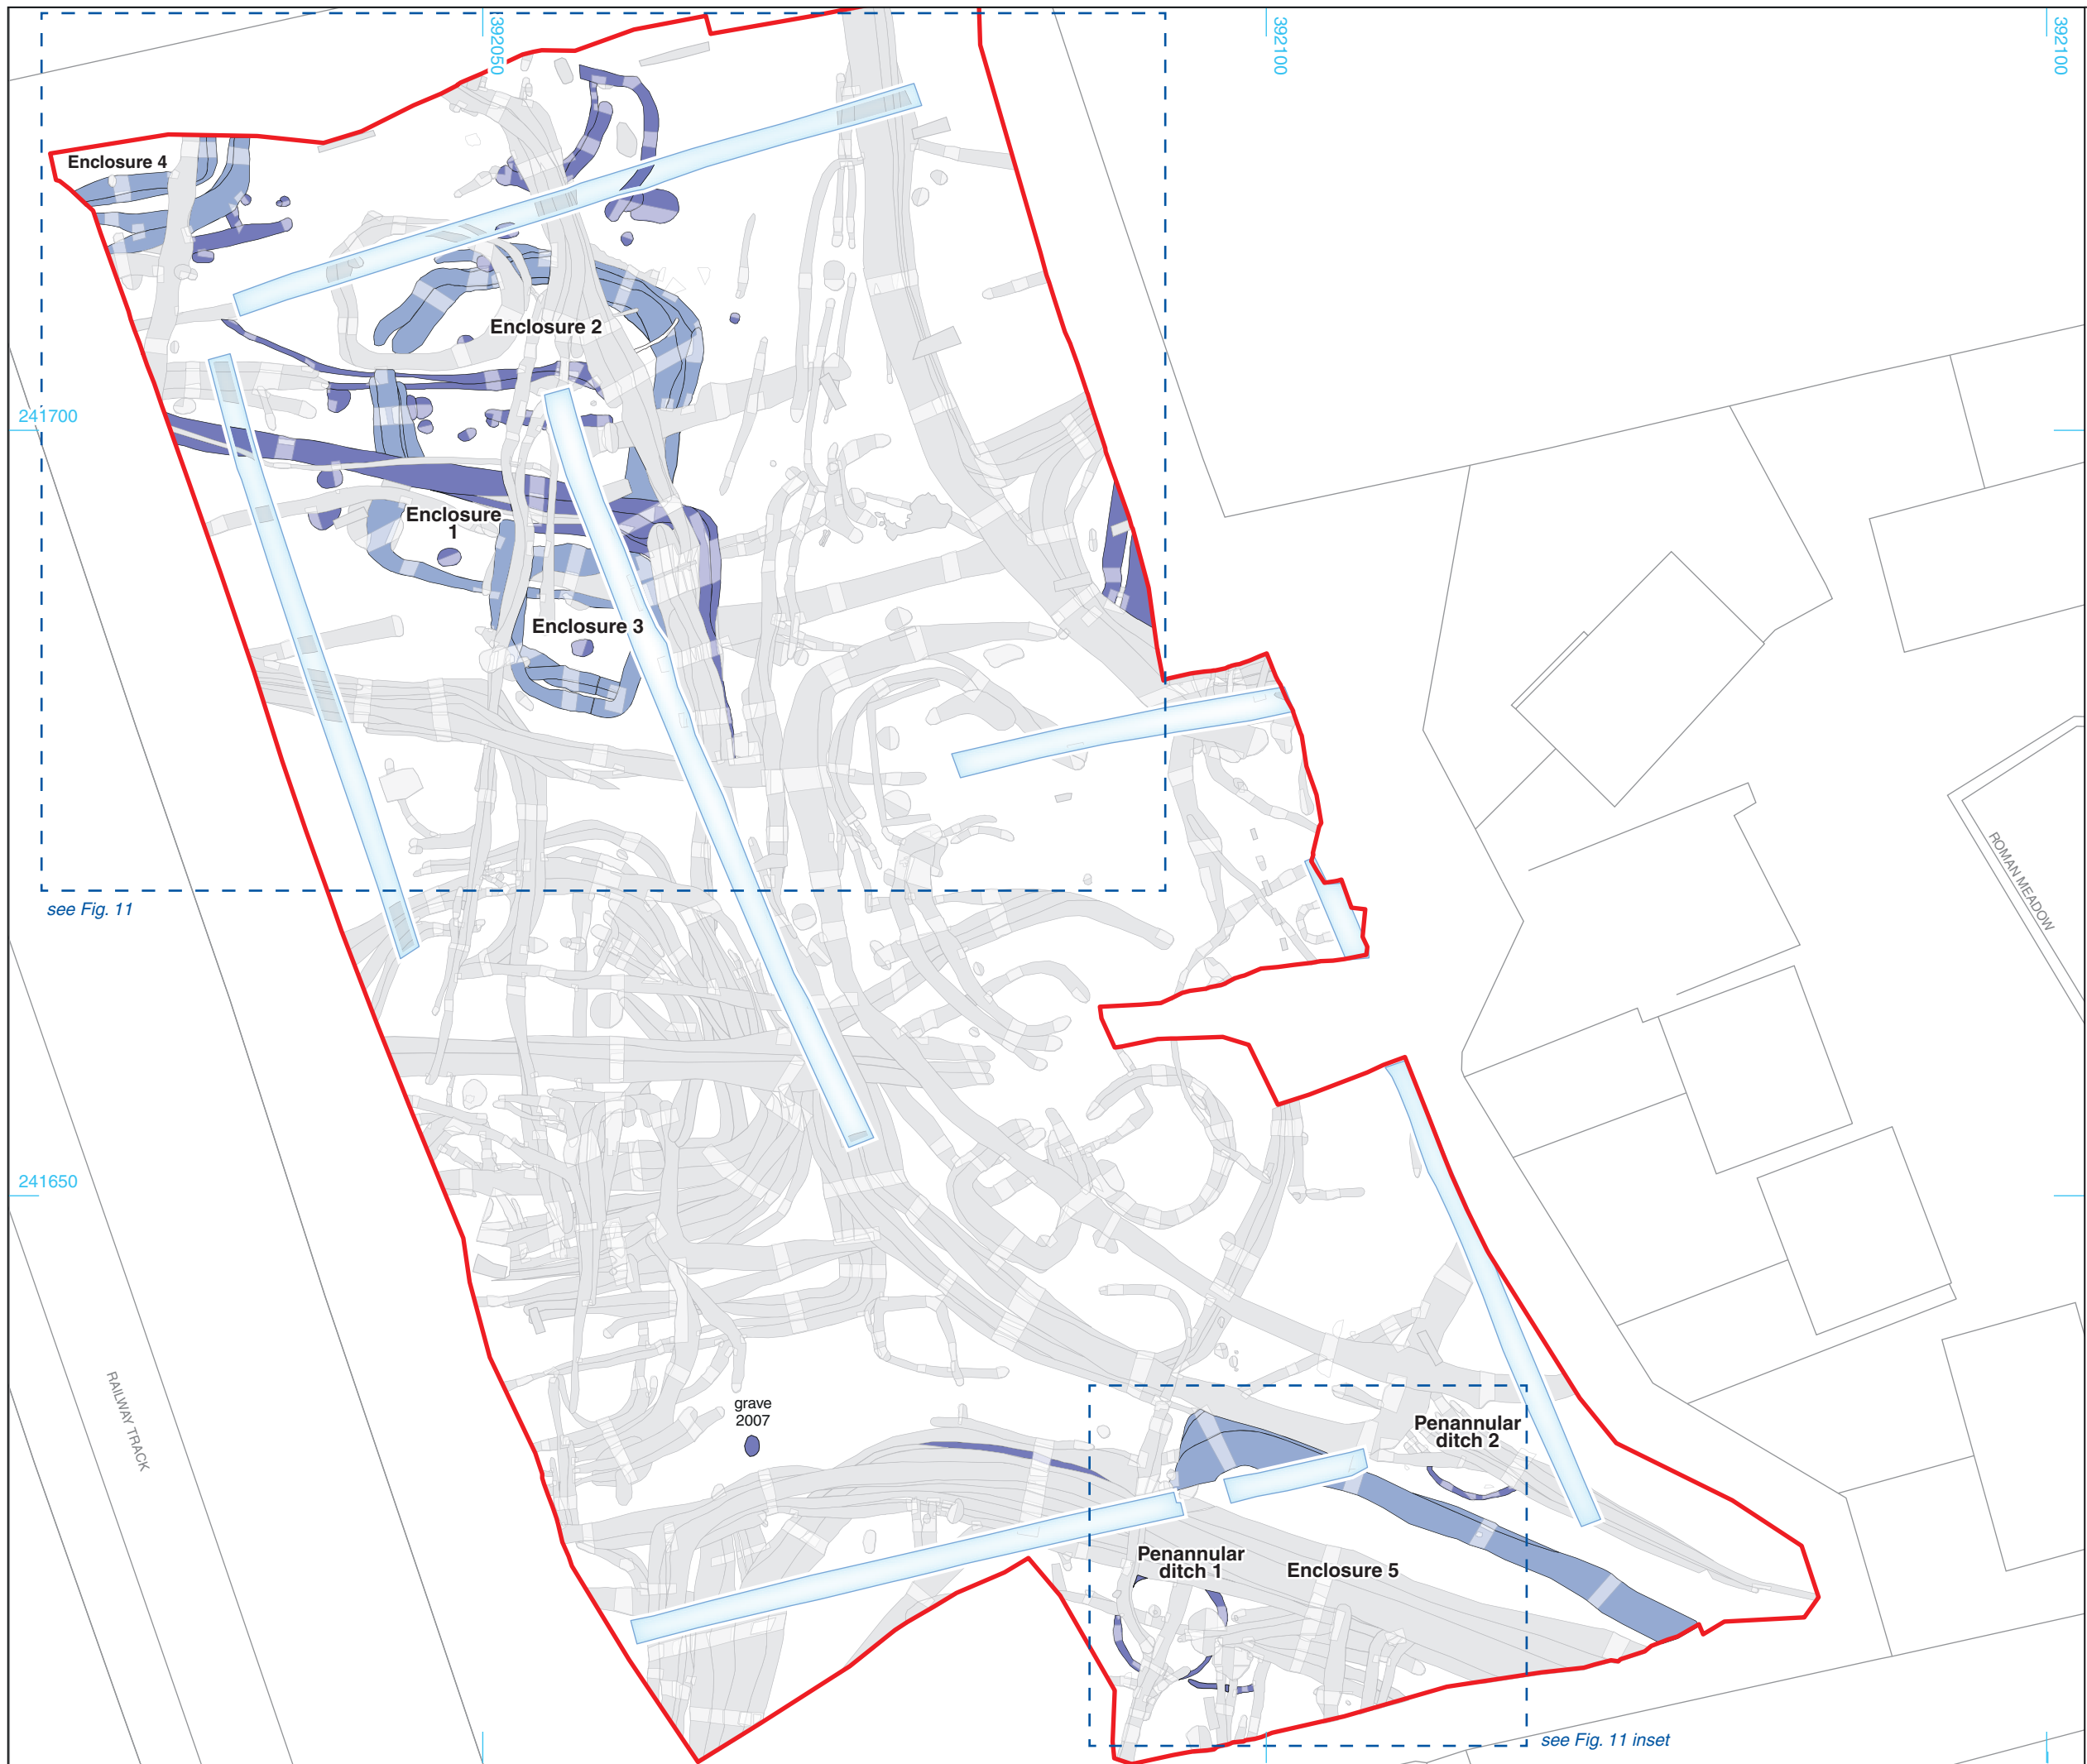 392050
392100
392100
Enclosure 4
Enclosure 2
241700
Enclosure
1
Enclosure 3
ROMAN MEADOW
see Fig. 11
241650
RAILWAY TRACK
grave
2007
Penannular
ditch 2
Penannular
ditch 1
Enclosure 5
see Fig. 11 inset